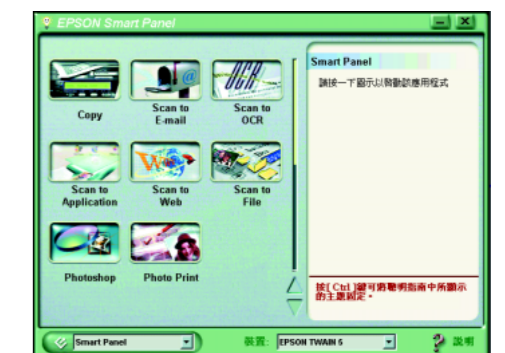 EPSON Smart Panel
Copy
Scan to
E-mail
Scan to
OCR
Scan to
Application
Scan to
Web
Scan to
File
Photoshop
Photo Print
Smart Panel
請按一下圖示以啟動該應用程式
按[ Ctrl ]鍵可將聰明指南中所顯示
的主題固定。
Smart Panel
裝置: EPSON TWAIN 5
說明